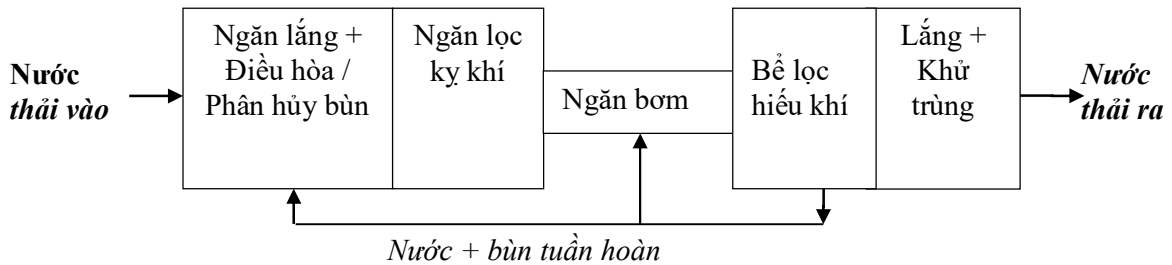 Nước
thải vào
Ngăn lắng +
Điều hòa /
Phân hủy bùn
Ngăn lọc
kỵ khí
Ngăn bơm
Bể lọc
hiếu khí
Lắng +
Khử
trùng
Nước
thải ra
Nước + bùn tuần hoàn